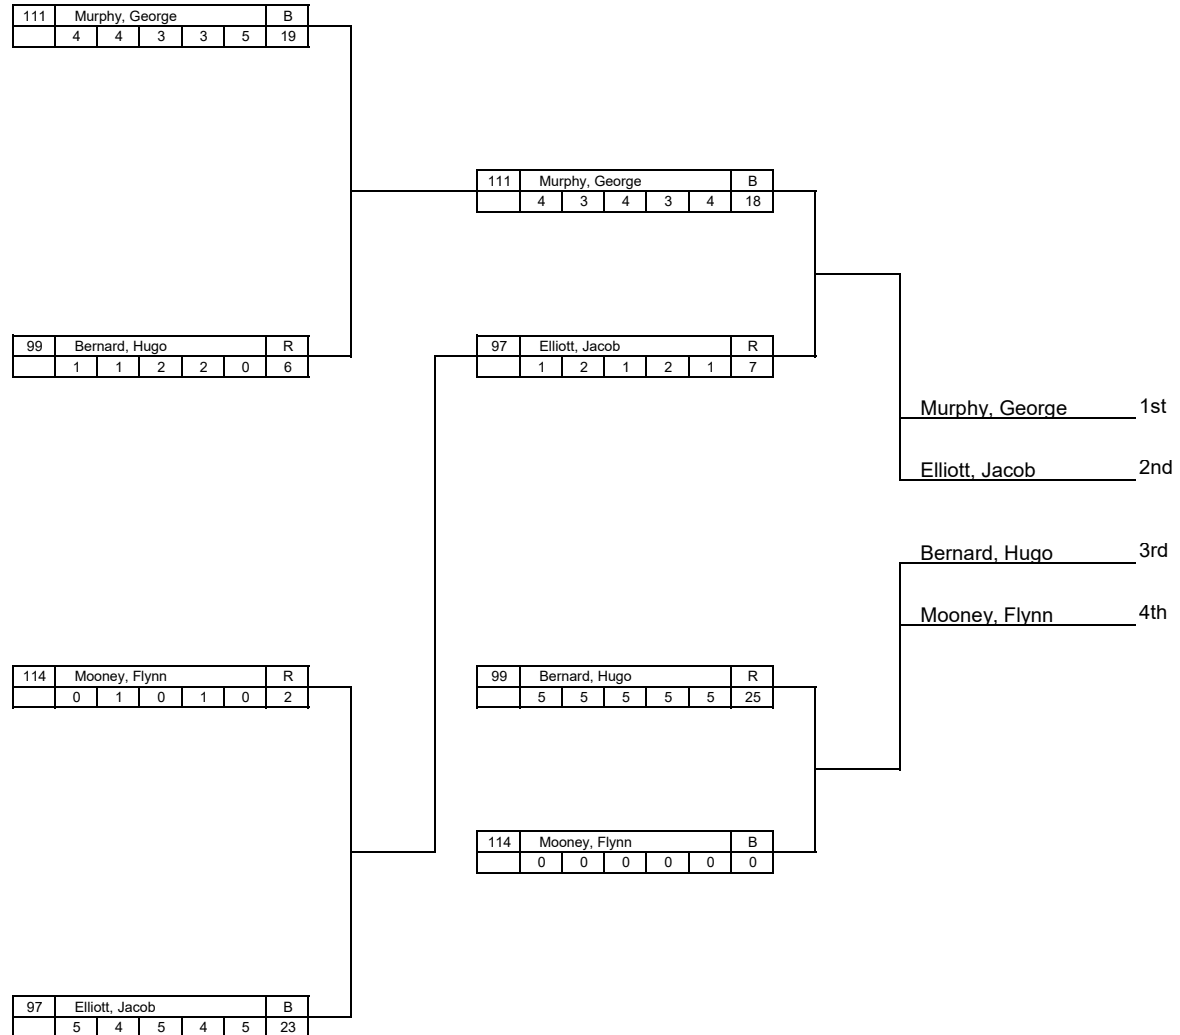 111 Murphy, George B
4 4 3 3 5 19
111 Murphy, George B
4 3 4 3 4 18
99 Bernard, Hugo R
1 1 2 2 0 6
97 Elliott, Jacob R
1 2 1 2 1 7
Murphy, George 1st
Elliott, Jacob 2nd
Bernard, Hugo 3rd
Mooney, Flynn 4th
114 Mooney, Flynn R
0 1 0 1 0 2
99 Bernard, Hugo R
5 5 5 5 5 25
114 Mooney, Flynn B
0 0 0 0 0 0
97 Elliott, Jacob B
5 4 5 4 5 23